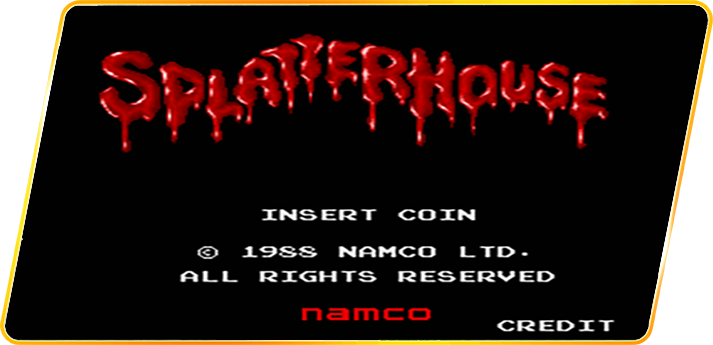 SPLATTERHOUSE
INSERT COIN
© 1988 NAMCO LTD.
ALL RIGHTS RESERVED
namco
CREDIT